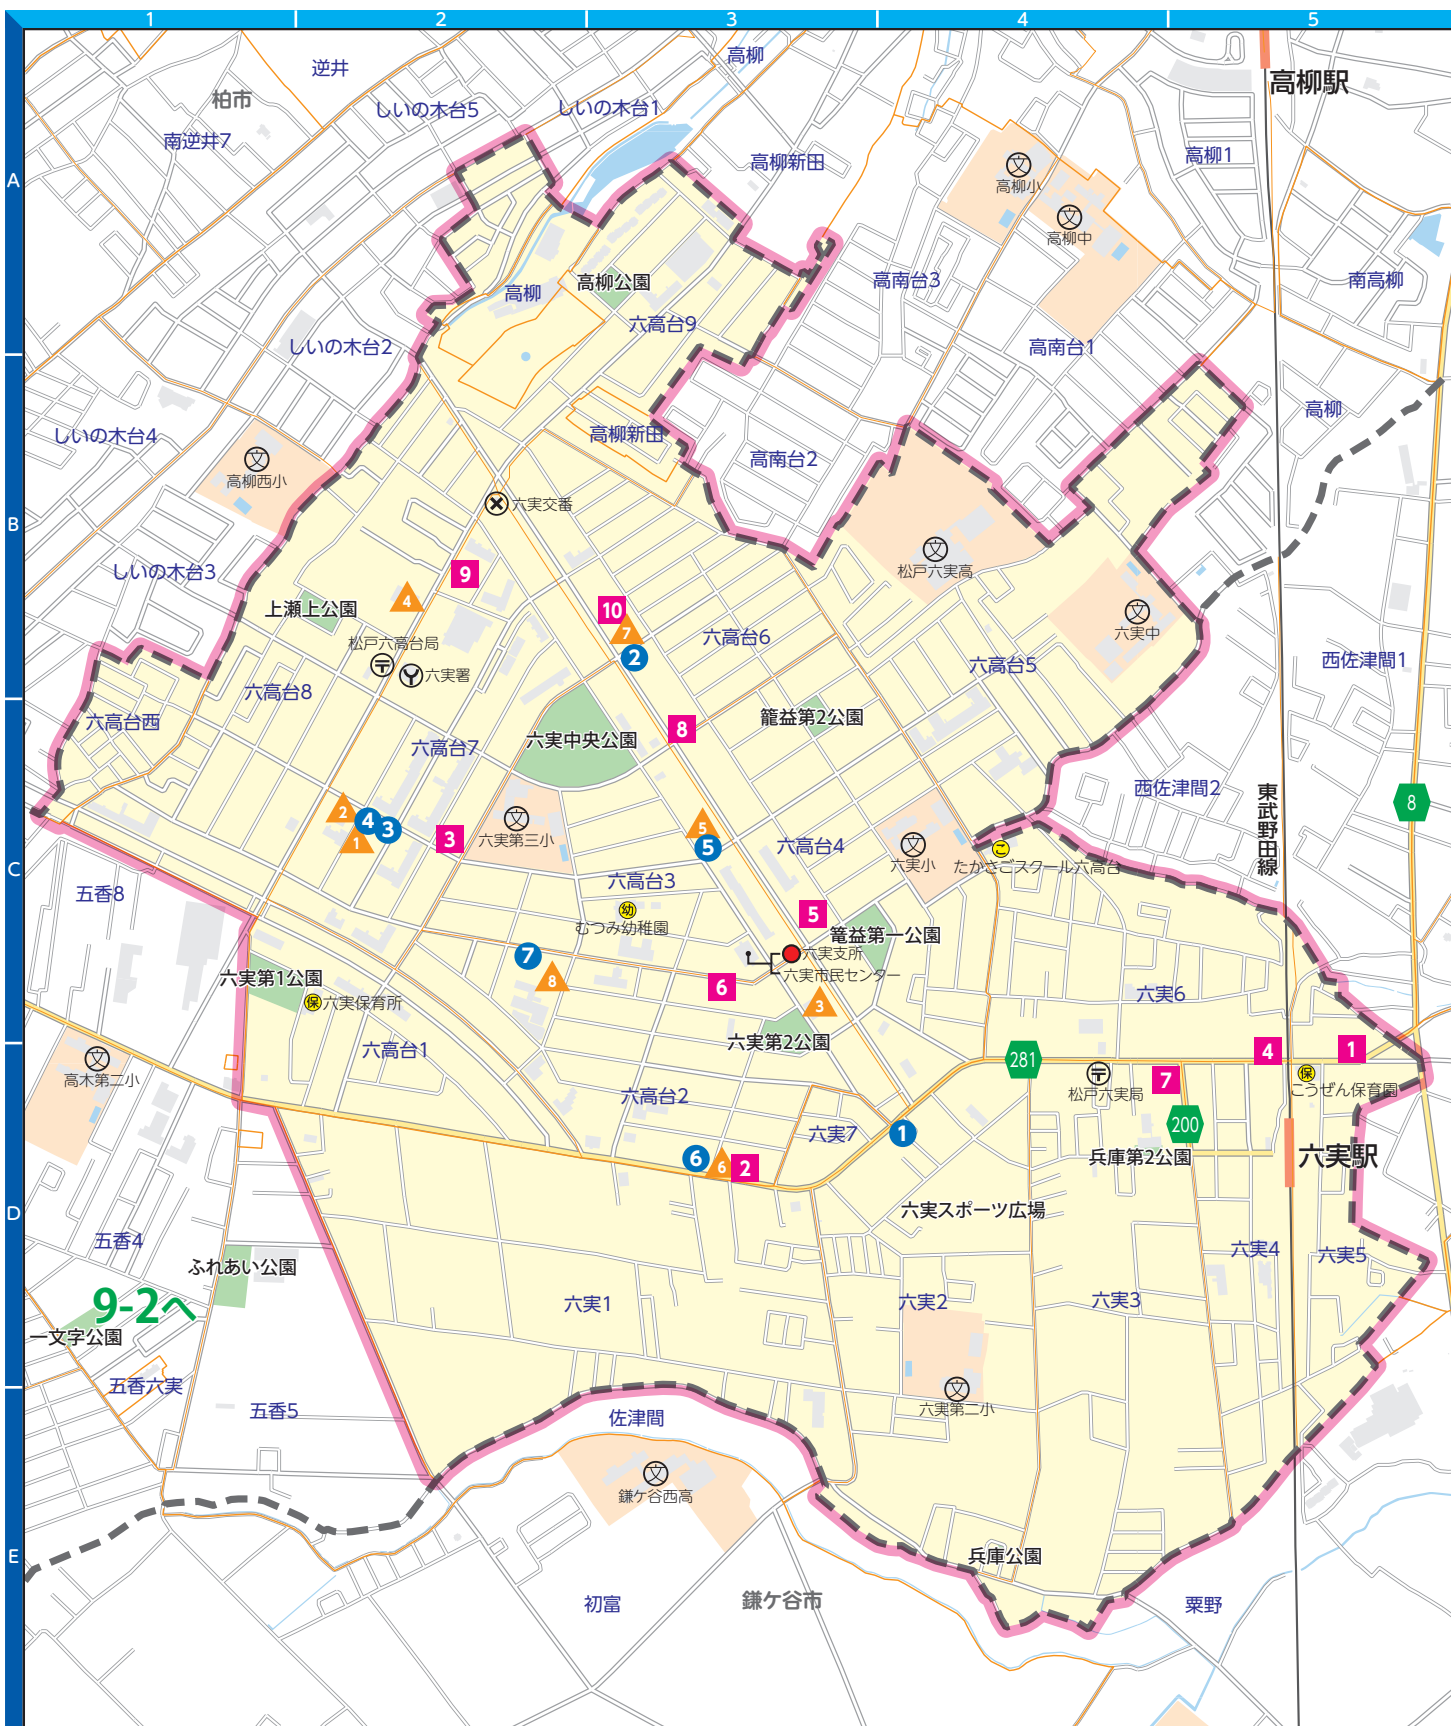 1
2
3
4
5
A
B
C
D
E
高柳
逆井
高柳駅
柏市
しいの木台5
しいの木台1
南逆井7
高柳新田
高柳1
文
高柳小
文
高柳中
高柳公園
高柳
高南台3
南高柳
六高台9
しいの木台2
高南台1
高柳
しいの木台4
高柳新田
高南台2
文
高柳西小
六実交番
文
松戸六実高
しいの木台3
9
4
上瀬上公園
10
7
2
六高台6
文
六実中
松戸六高台局
六実署
六高台5
西佐津間1
六高台8
六高台西
籠益第2公園
8
六実中央公園
六高台7
西佐津間2
東武野田線
8
2
4
3
1
3
文
六実第三小
5
5
六高台4
文
六実小
こ
たかさごスクール六高台
五香8
六高台3
幼
むつみ幼稚園
5
篭益第一公園
7
六実支所
六実市民センター
六実第1公園
8
6
3
六実6
保
六実保育所
六実第2公園
六高台1
281
4
1
文
高木第二小
松戸六実局
7
保
こうぜん保育園
六高台2
六実7
1
200
兵庫第2公園
六実駅
6
6
2
六実スポーツ広場
五香4
六実4
六実5
ふれあい公園
9-2へ
六実1
六実2
六実3
一文字公園
五香六実
文
六実第二小
五香5
佐津間
文
鎌ケ谷西高
兵庫公園
初富
鎌ケ谷市
粟野